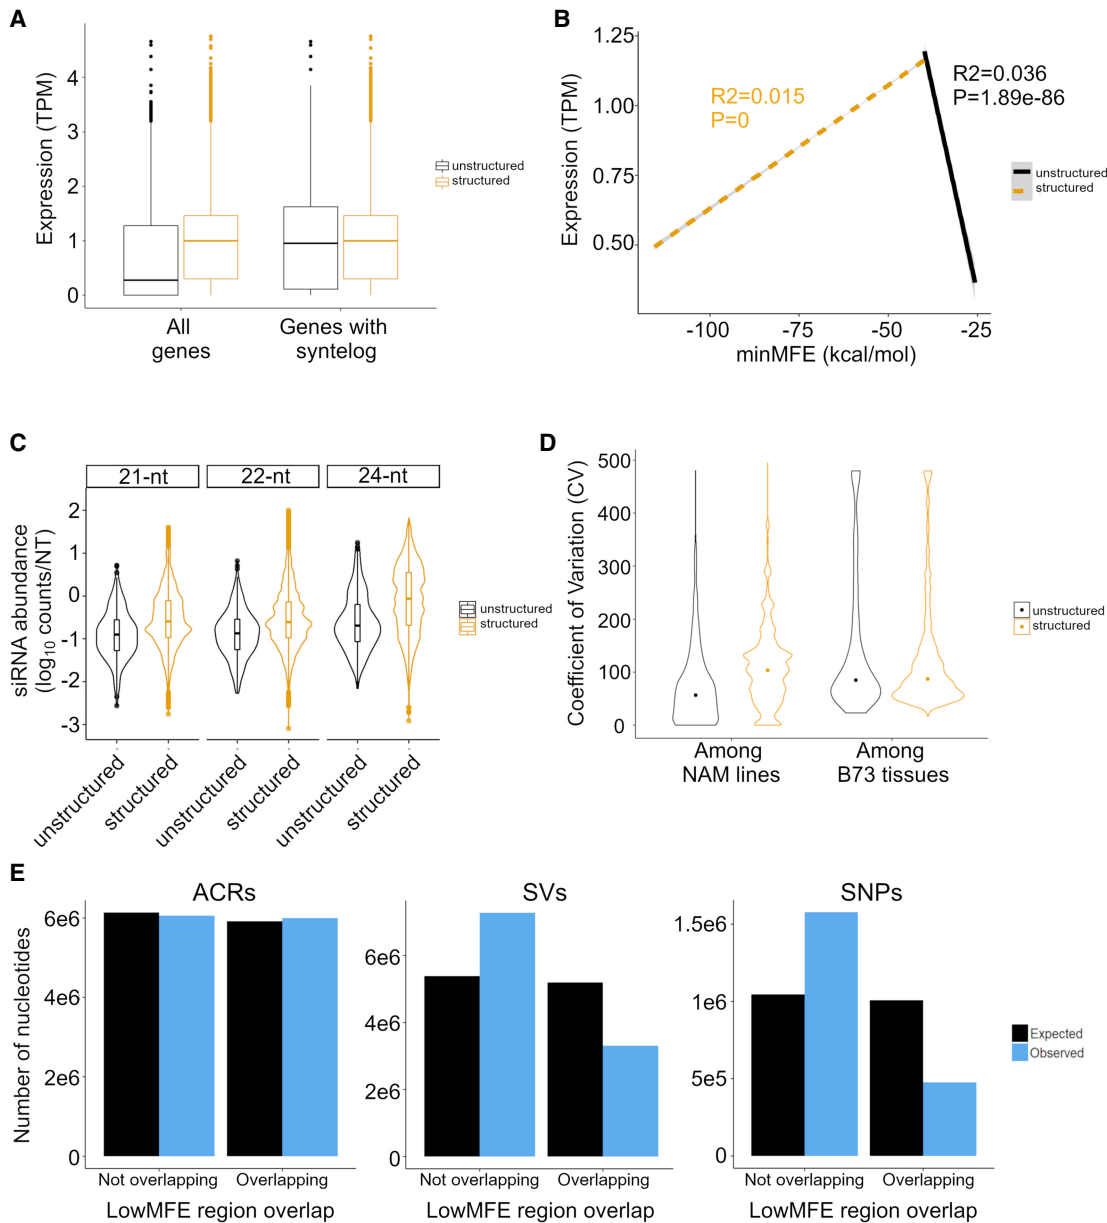 A
Expression (TPM)
4
3
2
1
0
All
genes
Genes with
syntelog
unstructured
structured
B
Expression (TPM)
1.25
1.00
0.75
0.50
R2=0.015
P=0
R2=0.036
P=1.89e-86
-100
-75
-50
-25
minMFE (kcal/mol)
unstructured
structured
C
21-nt
22-nt
24-nt
siRNA abundance
(log10 counts/NT)
2
1
0
-1
-2
-3
unstructured
structured
unstructured
structured
unstructured
structured
unstructured
structured
D
Coefficient of Variation (CV)
500
400
300
200
100
0
Among
NAM lines
Among
B73 tissues
unstructured
structured
E
Number of nucleotides
ACRs
6e6
4e6
2e6
0
Not overlapping
Overlapping
LowMFE region overlap
SVs
6e6
4e6
2e6
0
Not overlapping
Overlapping
LowMFE region overlap
SNPs
1.5e6
1e6
5e5
0
Not overlapping
Overlapping
LowMFE region overlap
Expected
Observed